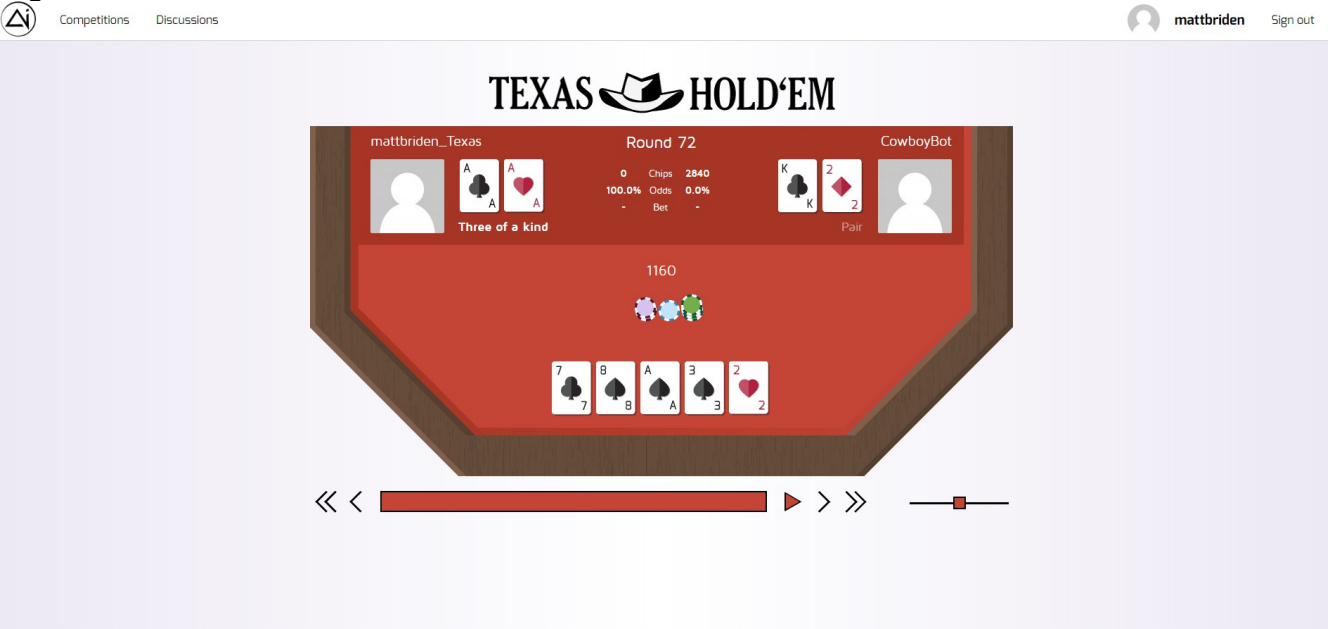 Ai Competitions Discussions mattbriden Sign out
TEXAS HOLD'EM
mattbriden_Texas Round 72 CowboyBot
0 Chips 2840
100.0% Odds 0.0%
- Bet -
A A A A K K 2 2
Three of a kind Pair
1160
7 7 8 8 A A 3 3 2 2